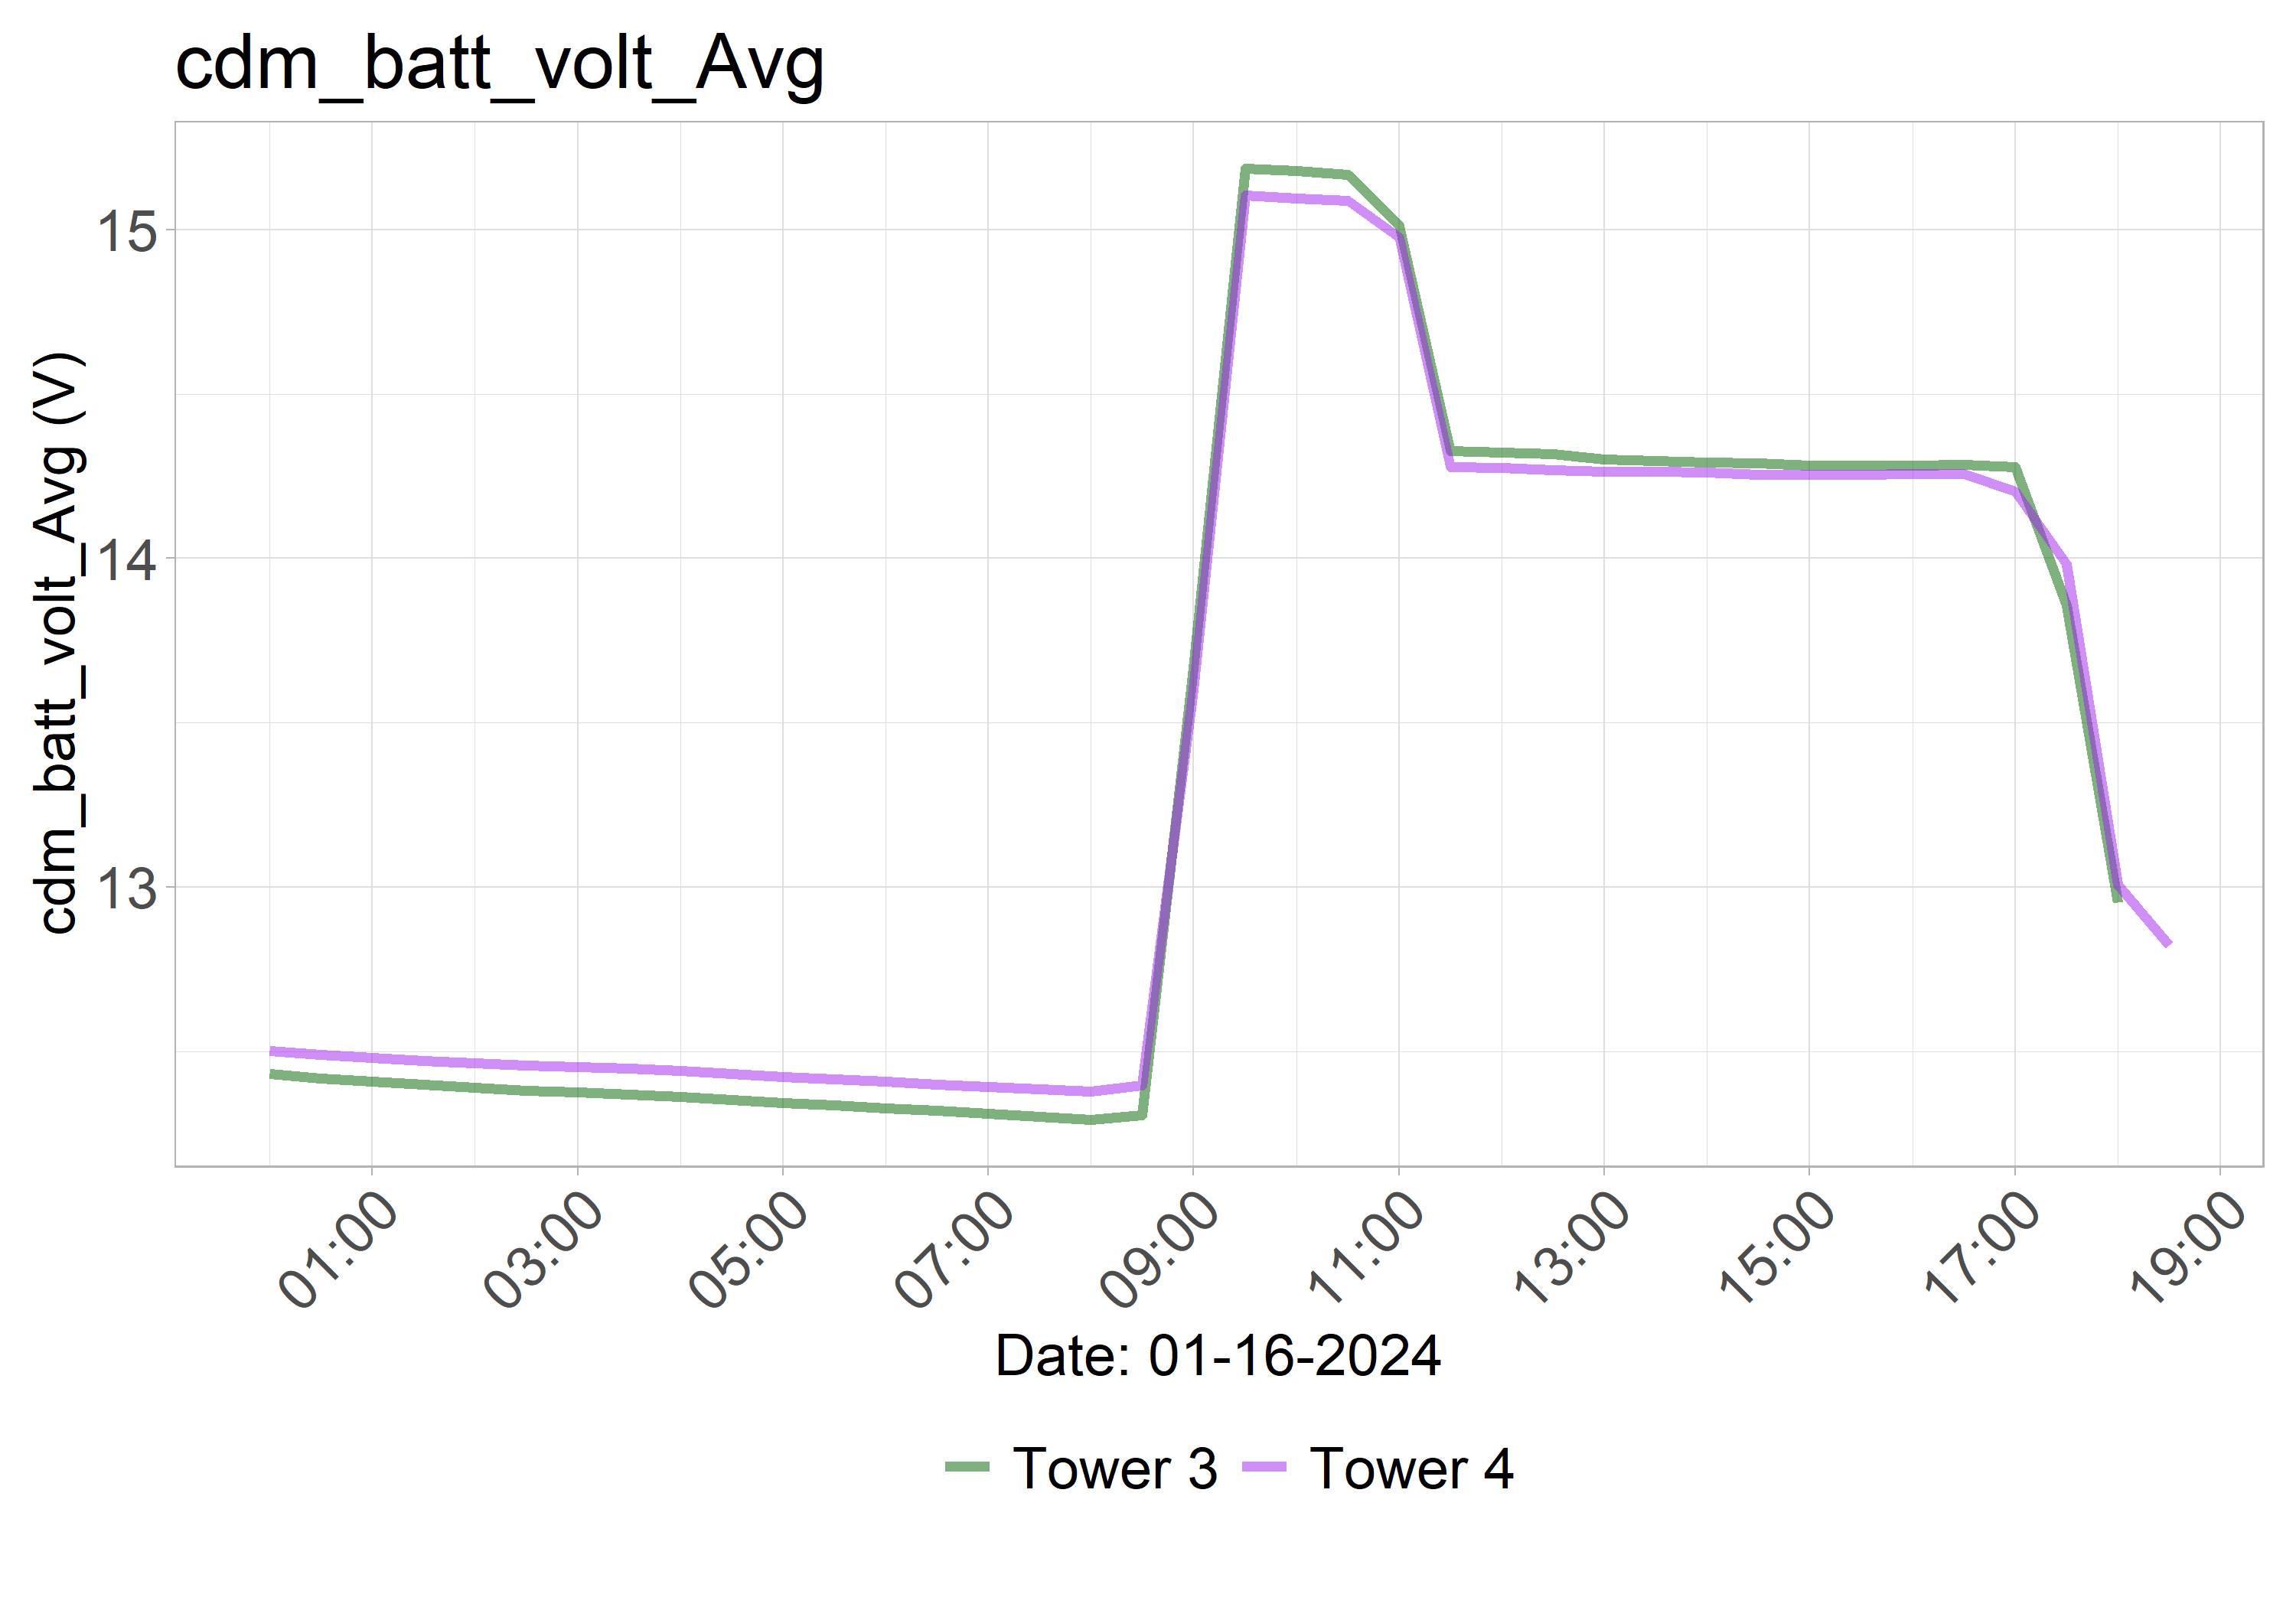 cdm_batt_volt_Avg
cdm_batt_volt_Avg (V)
15
14
13
01:00 03:00 05:00 07:00 09:00 11:00 13:00 15:00 17:00 19:00
Date: 01-16-2024
Tower 3 Tower 4